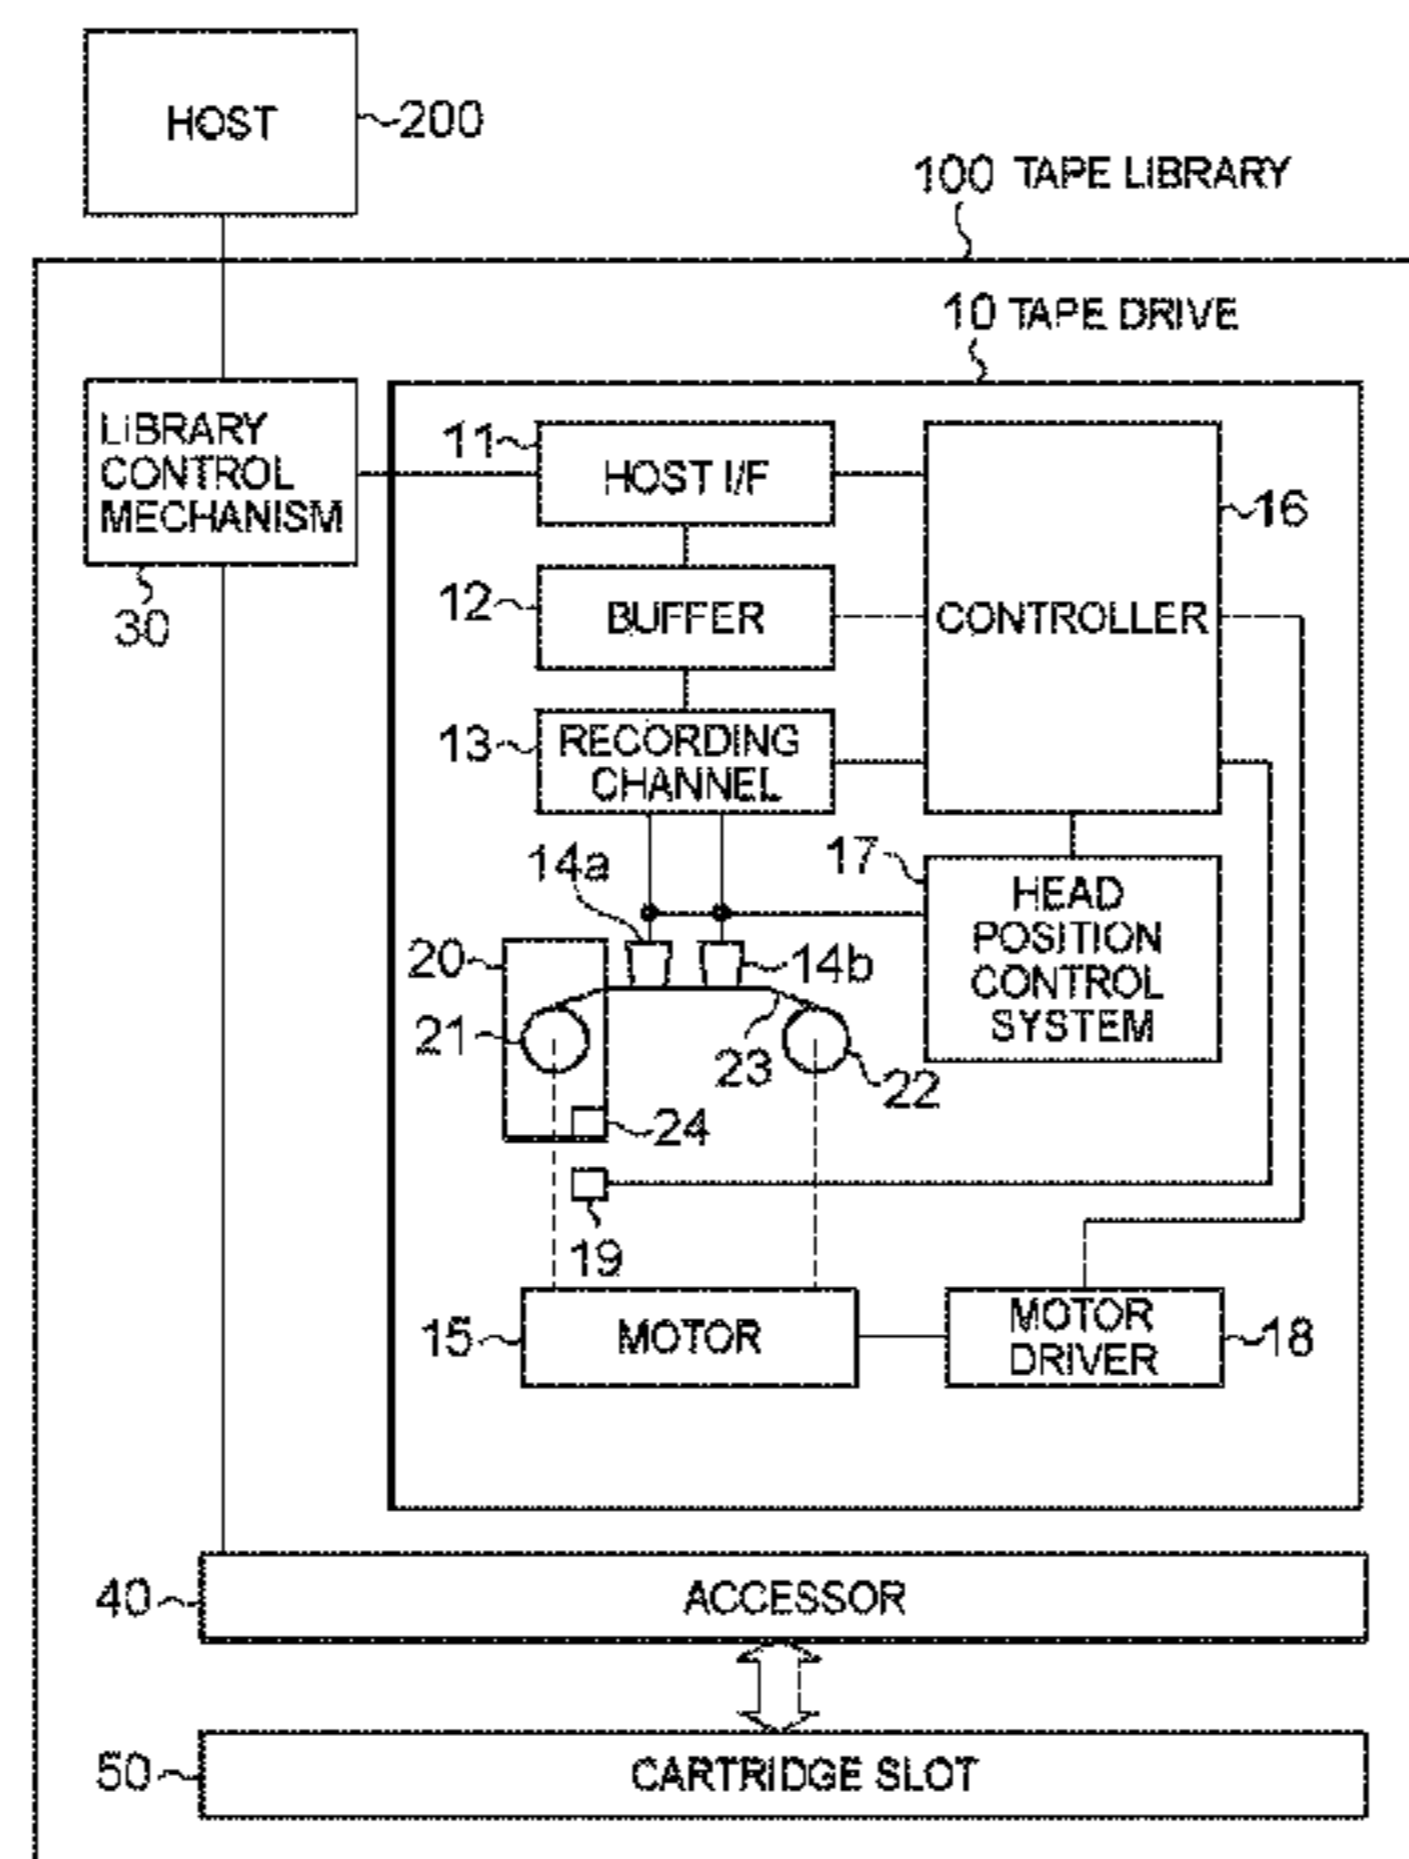 HOST
200
100 TAPE LIBRARY
10 TAPE DRIVE
LIBRARY
CONTROL
MECHANISM
30
11
HOST I/F
16
12
BUFFER
CONTROLLER
13
RECORDING
CHANNEL
17
HEAD
POSITION
CONTROL
SYSTEM
14a
14b
20
21
23
22
24
19
15
MOTOR
MOTOR
DRIVER
18
40
ACCESSOR
50
CARTRIDGE SLOT